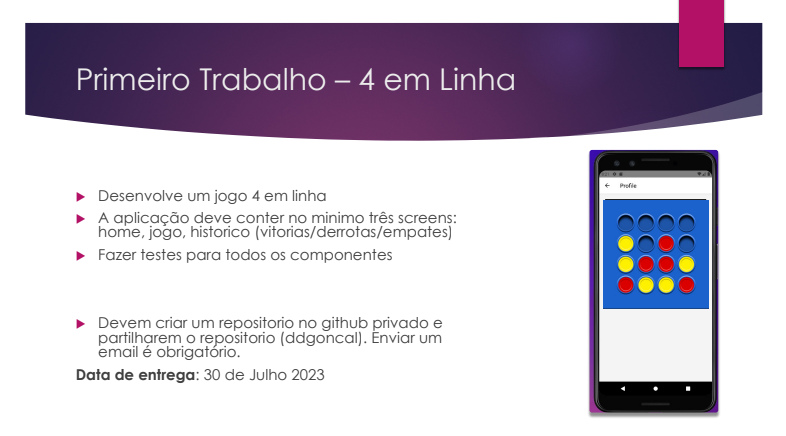 Primeiro Trabalho – 4 em Linha
Desenvolve um jogo 4 em linha
A aplicação deve conter no minimo três screens:
home, jogo, historico (vitorias/derrotas/empates)
Fazer testes para todos os componentes
Devem criar um repositorio no github privado e
partilharem o repositorio (ddgoncal). Enviar um
email é obrigatório.
Data de entrega: 30 de Julho 2023
Profile